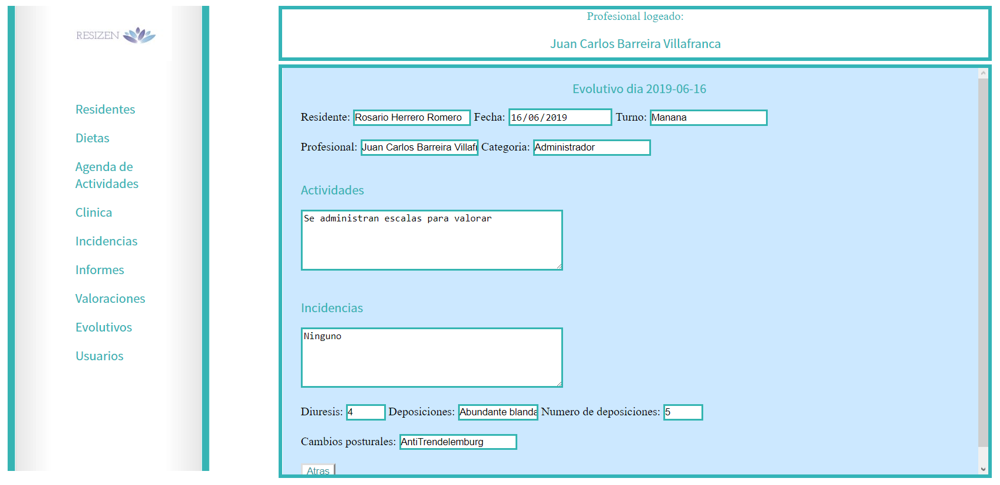 RESIZEN
Residentes
Dietas
Agenda de
Actividades
Clinica
Incidencias
Informes
Valoraciones
Evolutivos
Usuarios
Profesional logeado:
Juan Carlos Barreira Villafranca
Evolutivo dia 2019-06-16
Residente: Rosario Herrero Romero Fecha: 16/06/2019 Turno: Manana
Profesional: Juan Carlos Barreira Villafr Categoria: Administrador
Actividades
Se administran escalas para valorar
Incidencias
Ninguno
Diuresis: 4 Deposiciones: Abundante blanda Numero de deposiciones: 5
Cambios posturales: AntiTrendelemburg
Atras